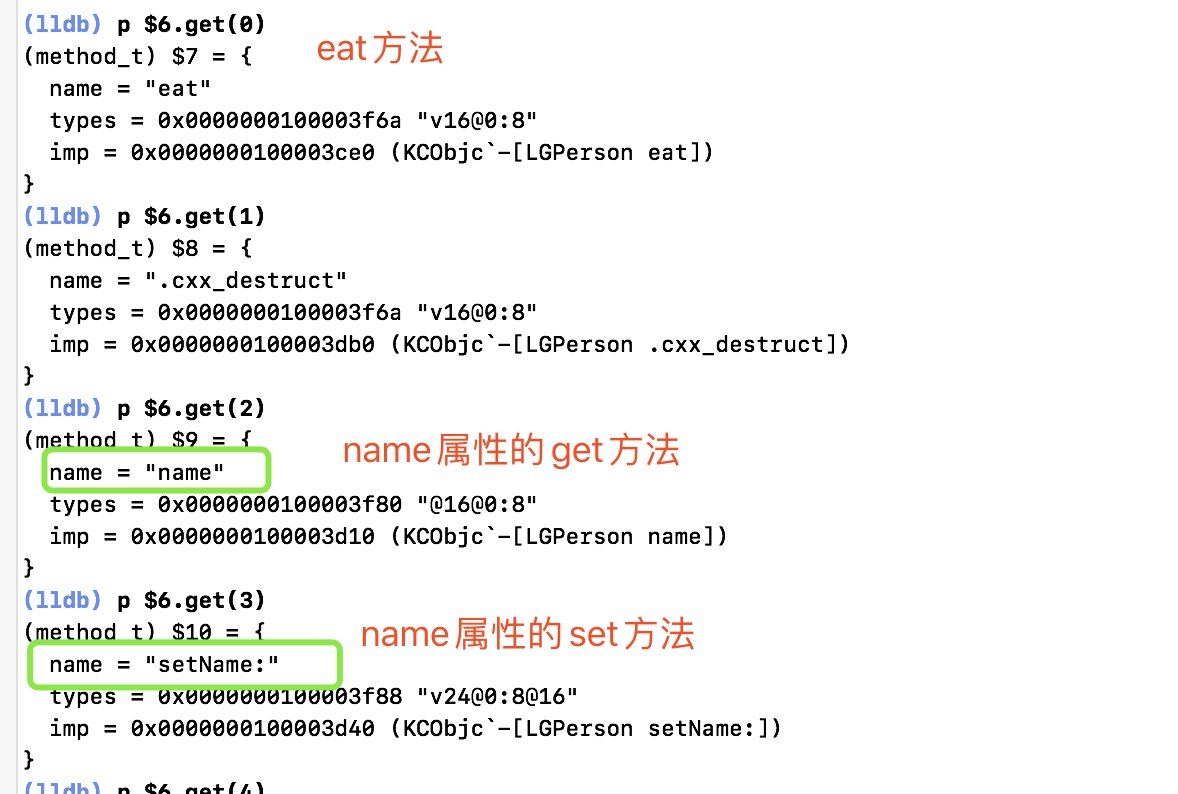 (lldb) p $6.get(0)
(method_t) $7 = {
eat方法
name = "eat"
types = 0x0000000100003f6a "v16@0:8"
imp = 0x0000000100003ce0 (KCObjc`-[LGPerson eat])
}
(lldb) p $6.get(1)
(method_t) $8 = {
name = ".cxx_destruct"
types = 0x0000000100003f6a "v16@0:8"
imp = 0x0000000100003db0 (KCObjc`-[LGPerson .cxx_destruct])
}
(lldb) p $6.get(2)
(method_t) $9 = {
name属性的get方法
name = "name"
types = 0x0000000100003f80 "@16@0:8"
imp = 0x0000000100003d10 (KCObjc`-[LGPerson name])
}
(lldb) p $6.get(3)
(method_t) $10 = {
name属性的set方法
name = "setName:"
types = 0x0000000100003f88 "v24@0:8@16"
imp = 0x0000000100003d40 (KCObjc`-[LGPerson setName:])
}
(lldb) p $6.get(4)